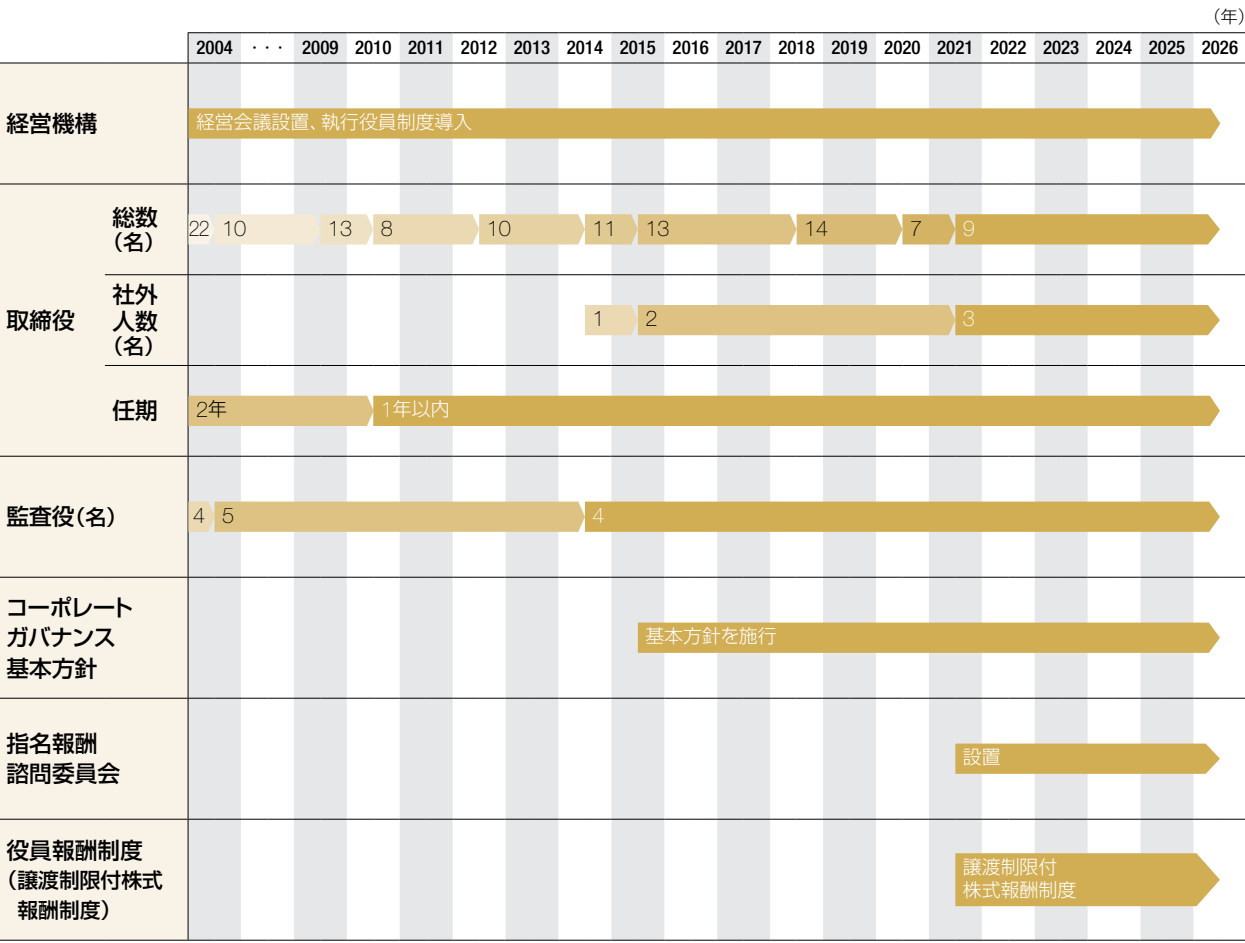 （年）
2004 ・・・ 2009 2010 2011 2012 2013 2014 2015 2016 2017 2018 2019 2020 2021 2022 2023 2024 2025 2026
経営機構
経営会議設置、執行役員制度導入
取締役
総数
（名）
22 10 13 8 10 11 13 14 7 9
社外
人数
（名）
1 2 3
任期
2年 1年以内
監査役（名）
4 5 4
コーポレート
ガバナンス
基本方針
基本方針を施行
指名報酬
諮問委員会
設置
役員報酬制度
（譲渡制限付株式
報酬制度）
譲渡制限付
株式報酬制度